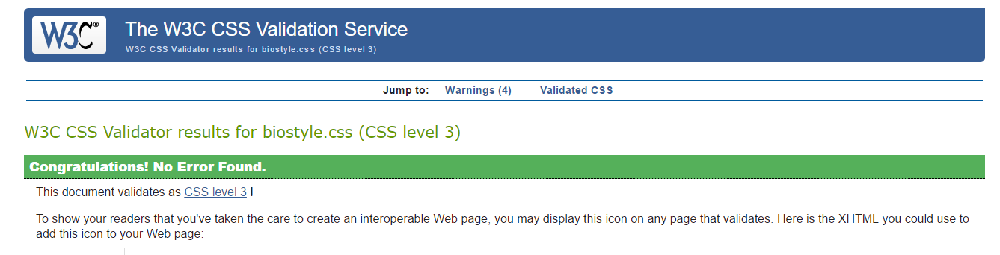 W3C®
The W3C CSS Validation Service
W3C CSS Validator results for biostyle.css (CSS level 3)
Jump to: Warnings (4) Validated CSS
W3C CSS Validator results for biostyle.css (CSS level 3)
Congratulations! No Error Found.
This document validates as CSS level 3 !
To show your readers that you've taken the care to create an interoperable Web page, you may display this icon on any page that validates. Here is the XHTML you could use to
add this icon to your Web page: